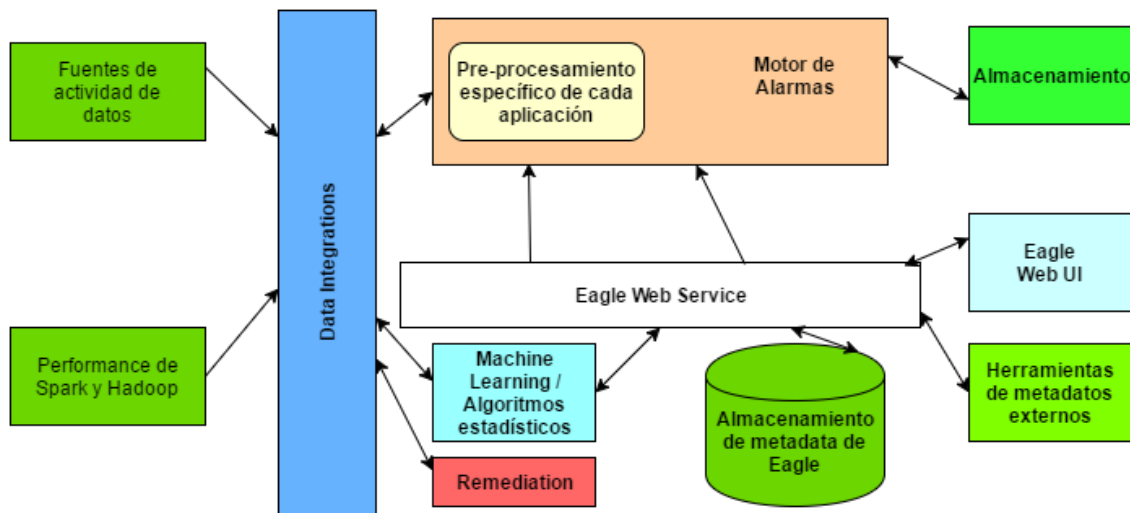 Fuentes de
actividad de
datos
Performance de
Spark y Hadoop
Data Integrations
Pre-procesamiento
específico de cada
aplicación
Motor de
Alarmas
Almacenamiento
Eagle Web Service
Eagle
Web UI
Machine
Learning /
Algoritmos
estadísticos
Remediation
Almacenamiento
de metadata de
Eagle
Herramientas
de metadatos
externos